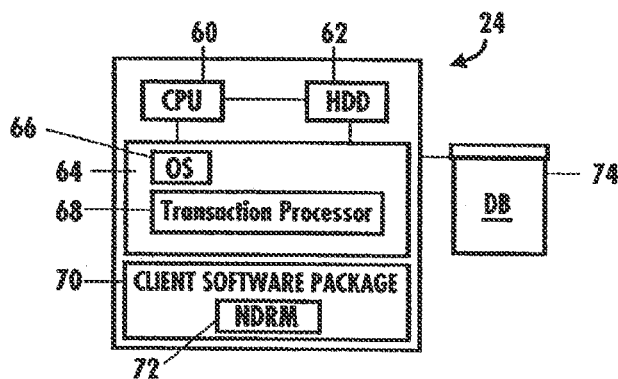 60 62 24
CPU HDD
66
OS
64
74
68 Transaction Processor
DB
70 CLIENT SOFTWARE PACKAGE
NDRM
72